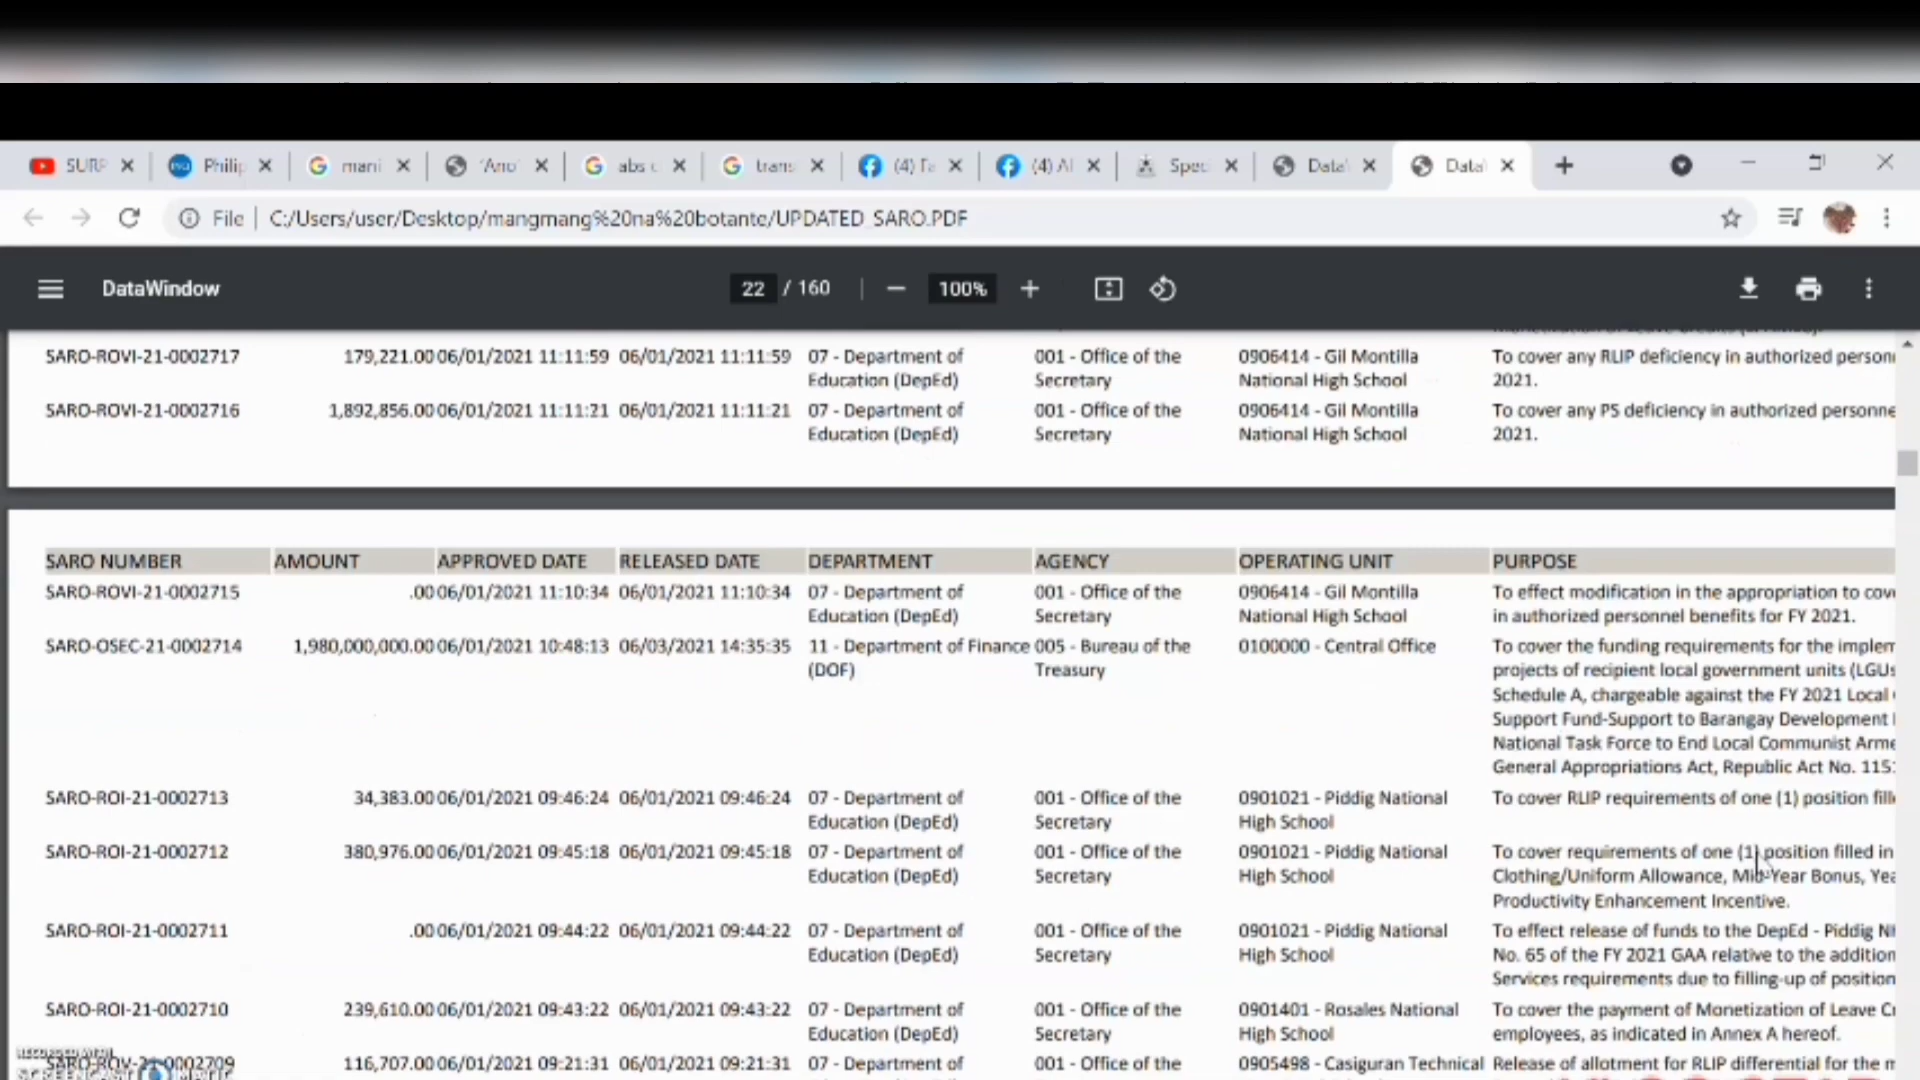 SURP Philip mani 'Ano' abs c trans (4) Fa (4) Al Spec Data Data
File C:/Users/user/Desktop/mangmang%20na%20botante/UPDATED_SARO.PDF
DataWindow 22 / 160 100%
SARO-ROVI-21-0002717 179,221.00 06/01/2021 11:11:59 06/01/2021 11:11:59 07 - Department of 001 - Office of the 0906414 - Gil Montilla To cover any RLIP deficiency in authorized person
Education (DepEd) Secretary National High School 2021.
SARO-ROVI-21-0002716 1,892,856.00 06/01/2021 11:11:21 06/01/2021 11:11:21 07 - Department of 001 - Office of the 0906414 - Gil Montilla To cover any PS deficiency in authorized personne
Education (DepEd) Secretary National High School 2021.
SARO NUMBER AMOUNT APPROVED DATE RELEASED DATE DEPARTMENT AGENCY OPERATING UNIT PURPOSE
SARO-ROVI-21-0002715 .00 06/01/2021 11:10:34 06/01/2021 11:10:34 07 - Department of 001 - Office of the 0906414 - Gil Montilla To effect modification in the appropriation to cov
Education (DepEd) Secretary National High School in authorized personnel benefits for FY 2021.
SARO-OSEC-21-0002714 1,980,000,000.00 06/01/2021 10:48:13 06/03/2021 14:35:35 11 - Department of Finance 005 - Bureau of the 0100000 - Central Office To cover the funding requirements for the implem
(DOF) Treasury projects of recipient local government units (LGUs
Schedule A, chargeable against the FY 2021 Local
Support Fund-Support to Barangay Development
National Task Force to End Local Communist Arme
General Appropriations Act, Republic Act No. 115
SARO-ROI-21-0002713 34,383.00 06/01/2021 09:46:24 06/01/2021 09:46:24 07 - Department of 001 - Office of the 0901021 - Piddig National To cover RLIP requirements of one (1) position fill
Education (DepEd) Secretary High School
SARO-ROI-21-0002712 380,976.00 06/01/2021 09:45:18 06/01/2021 09:45:18 07 - Department of 001 - Office of the 0901021 - Piddig National To cover requirements of one (1) position filled in
Education (DepEd) Secretary High School Clothing/Uniform Allowance, Mid-Year Bonus, Yea
Productivity Enhancement Incentive.
SARO-ROI-21-0002711 .00 06/01/2021 09:44:22 06/01/2021 09:44:22 07 - Department of 001 - Office of the 0901021 - Piddig National To effect release of funds to the DepEd - Piddig N
Education (DepEd) Secretary High School No. 65 of the FY 2021 GAA relative to the addition
Services requirements due to filling-up of position
SARO-ROI-21-0002710 239,610.00 06/01/2021 09:43:22 06/01/2021 09:43:22 07 - Department of 001 - Office of the 0901401 - Rosales National To cover the payment of Monetization of Leave Cr
Education (DepEd) Secretary High School employees, as indicated in Annex A hereof.
RECORDED WITH
SARO-ROV-21-0002709 116,707.00 06/01/2021 09:21:31 06/01/2021 09:21:31 07 - Department of 001 - Office of the 0905498 - Casiguran Technical Release of allotment for RLIP differential for the m
SCREENCAST MATIC